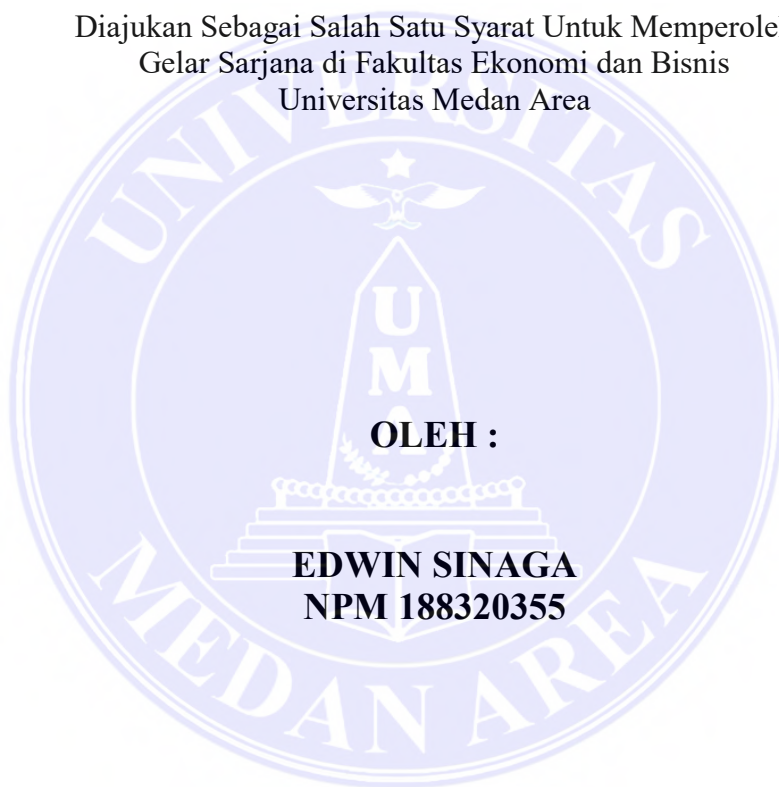 Diajukan Sebagai Salah Satu Syarat Untuk Memperole
Gelar Sarjana di Fakultas Ekonomi dan Bisnis
Universitas Medan Area
UNIVERSITAS
UMA
OLEH :
EDWIN SINAGA
NPM 188320355
MEDAN AREA